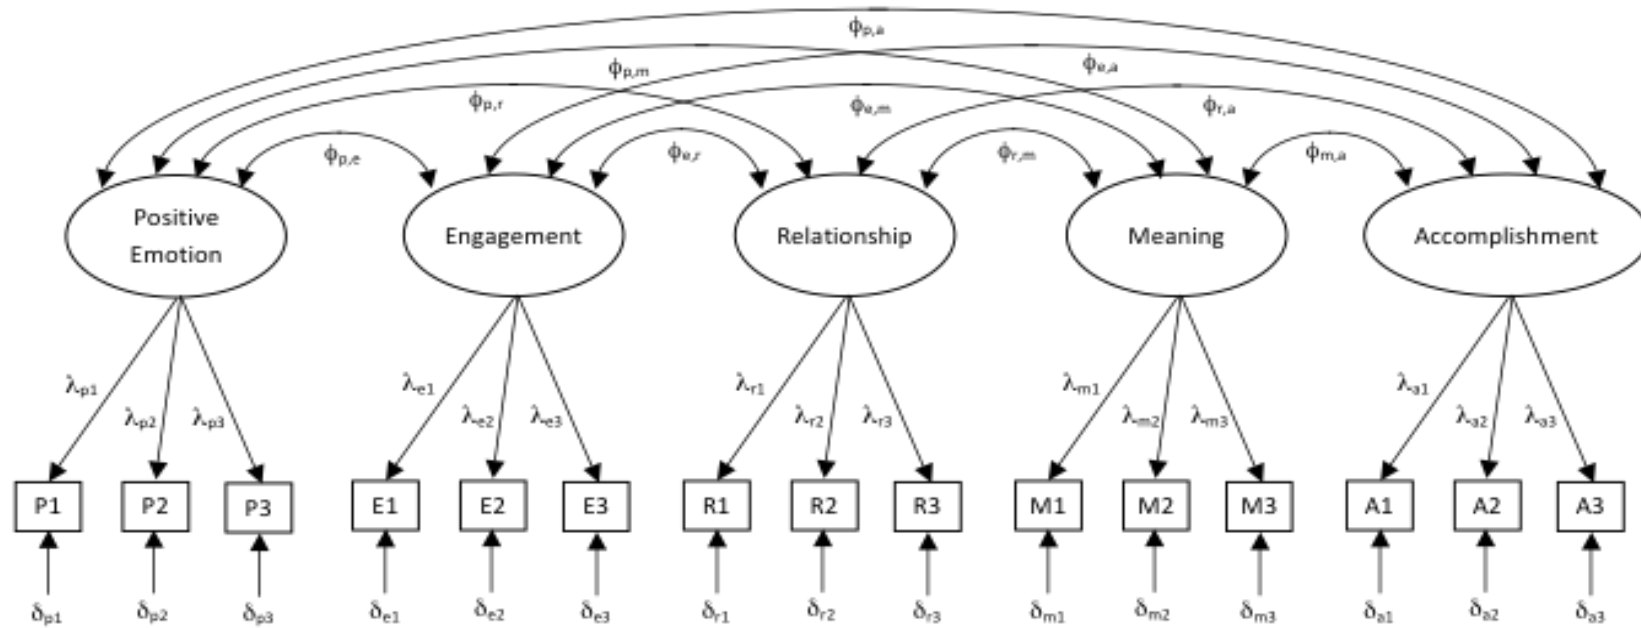 ϕp,a
ϕp,m
ϕe,a
ϕp,r
ϕe,m
ϕr,a
ϕp,e
ϕe,r
ϕr,m
ϕm,a
Positive
Emotion
Engagement
Relationship
Meaning
Accomplishment
λp1
λp2
λp3
λe1
λe2
λe3
λr1
λr2
λr3
λm1
λm2
λm3
λa1
λa2
λa3
P1
P2
P3
E1
E2
E3
R1
R2
R3
M1
M2
M3
A1
A2
A3
δp1
δp2
δp3
δe1
δe2
δe3
δr1
δr2
δr3
δm1
δm2
δm3
δa1
δa2
δa3